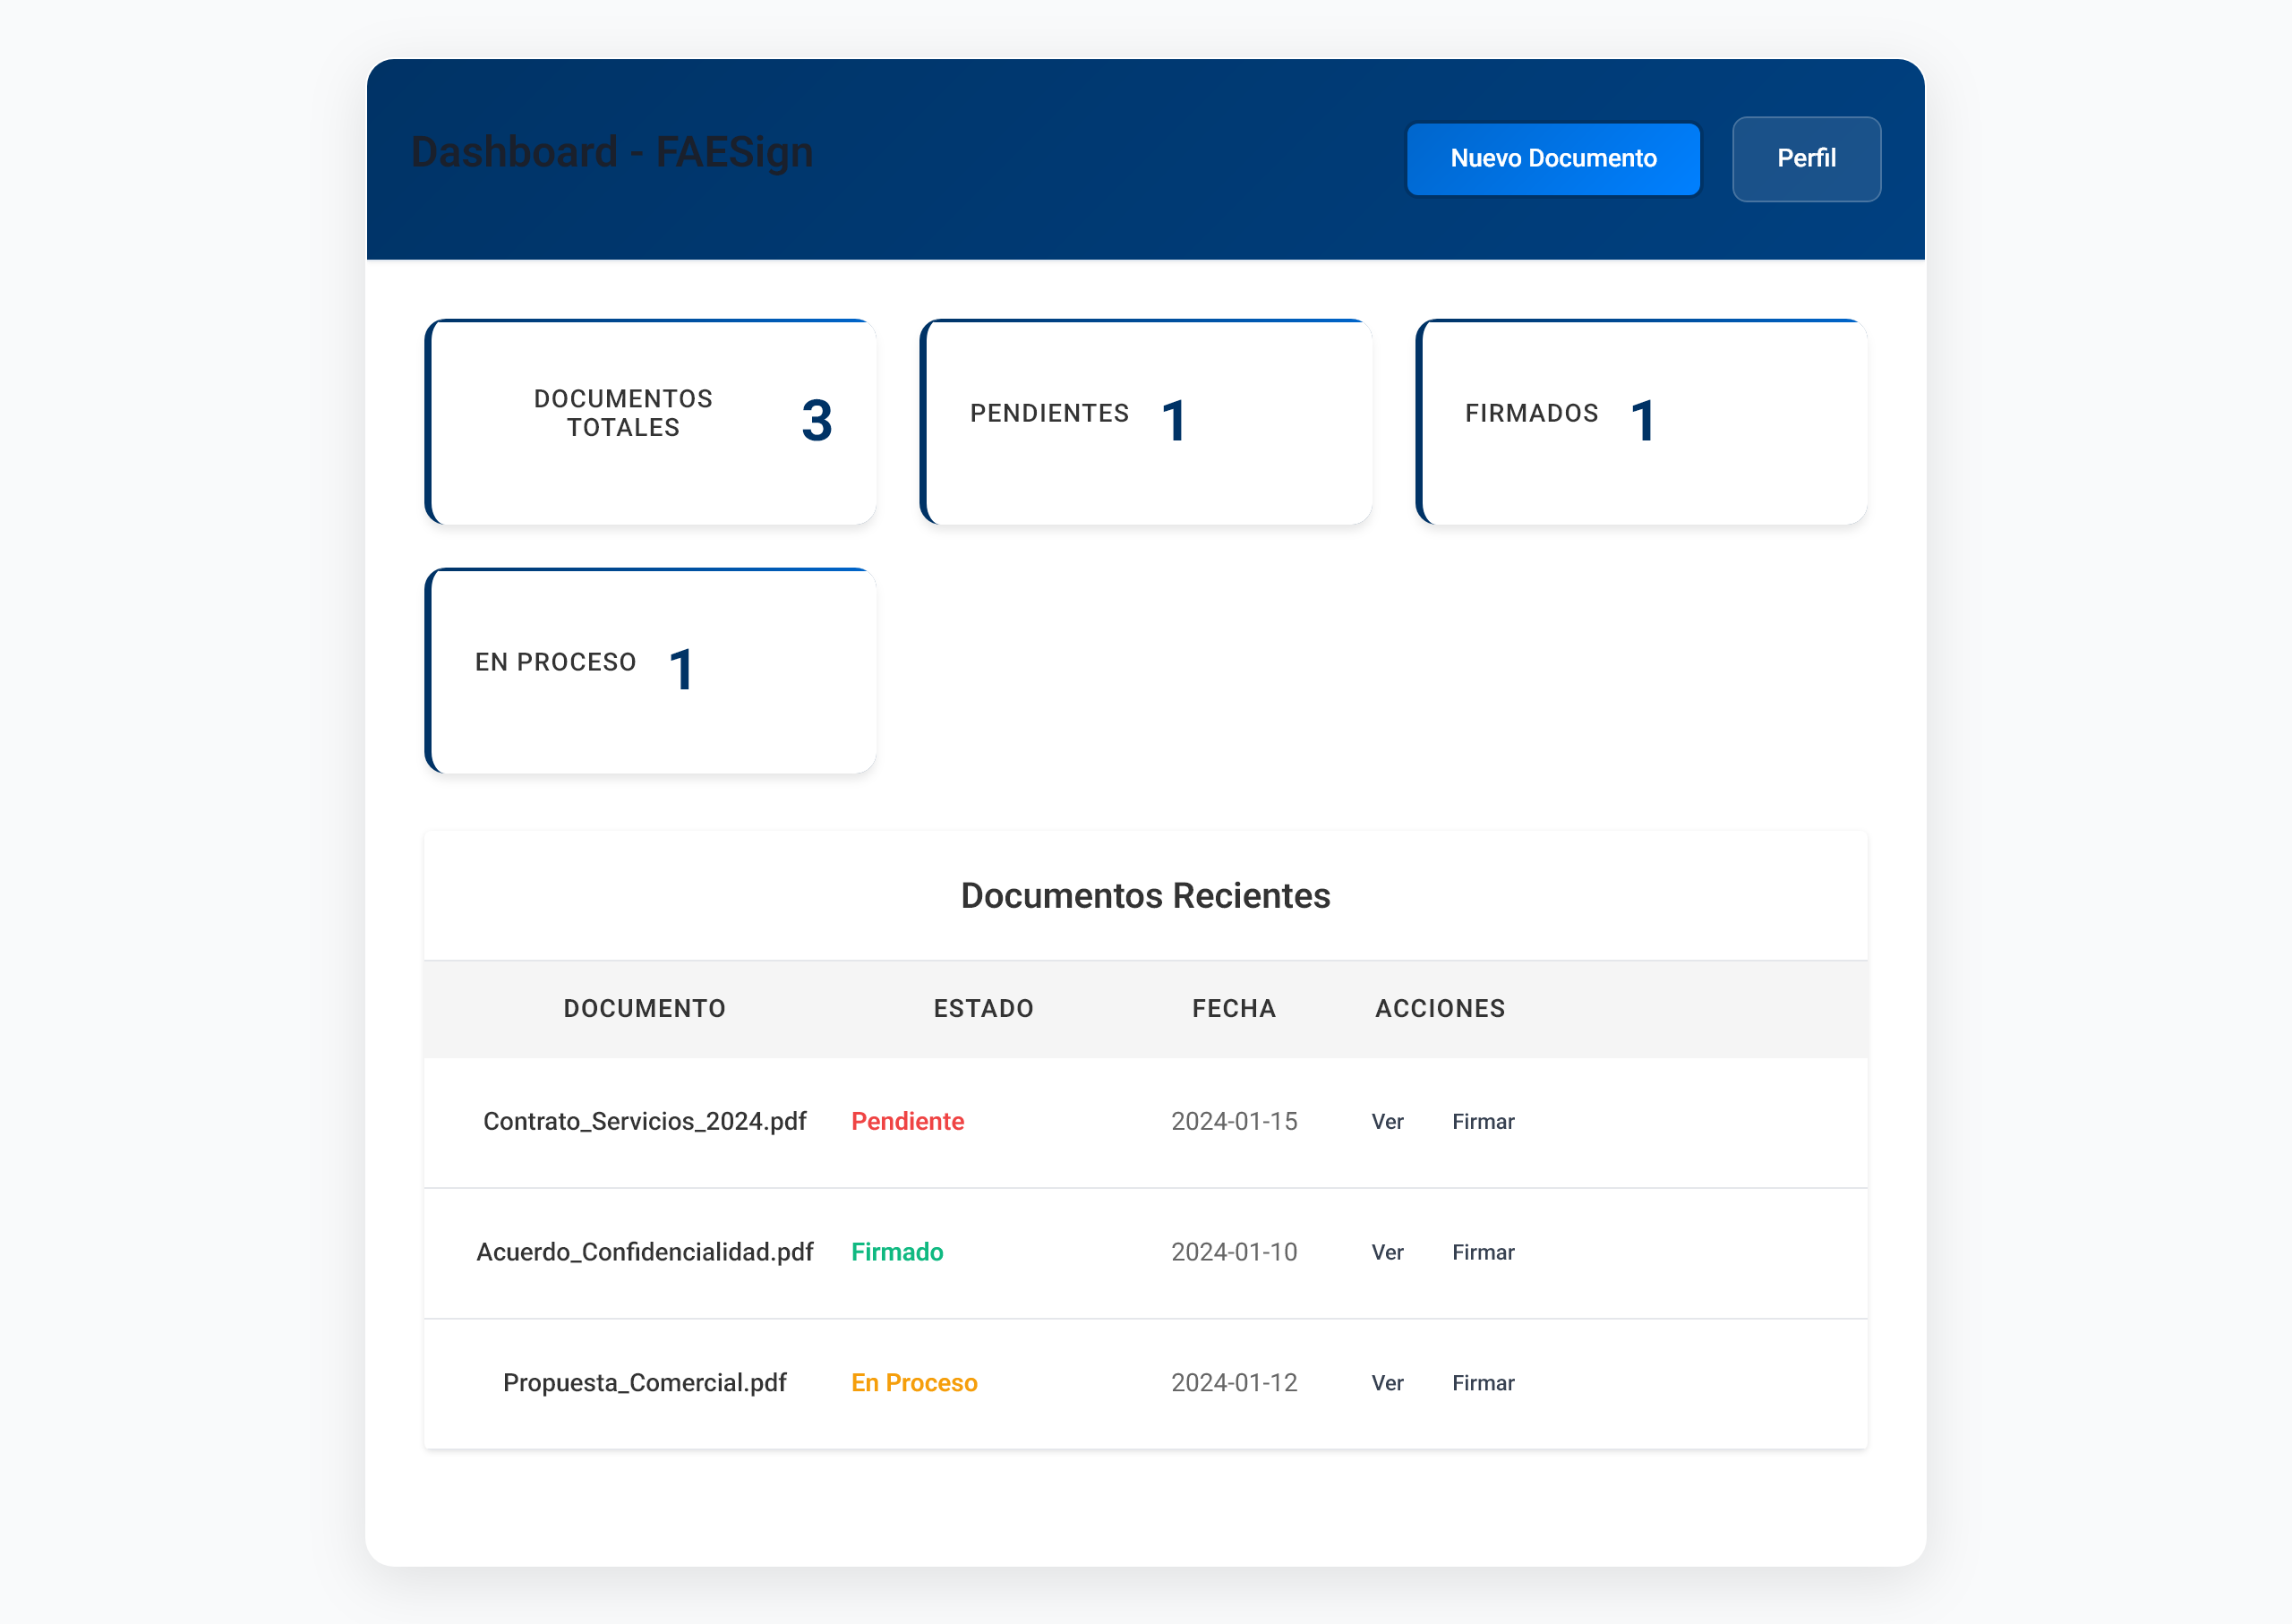 Dashboard - FAESign
Nuevo Documento
Perfil
DOCUMENTOS
TOTALES
3
PENDIENTES
1
FIRMADOS
1
EN PROCESO
1
Documentos Recientes
DOCUMENTO ESTADO FECHA ACCIONES
Contrato_Servicios_2024.pdf Pendiente 2024-01-15 Ver Firmar
Acuerdo_Confidencialidad.pdf Firmado 2024-01-10 Ver Firmar
Propuesta_Comercial.pdf En Proceso 2024-01-12 Ver Firmar